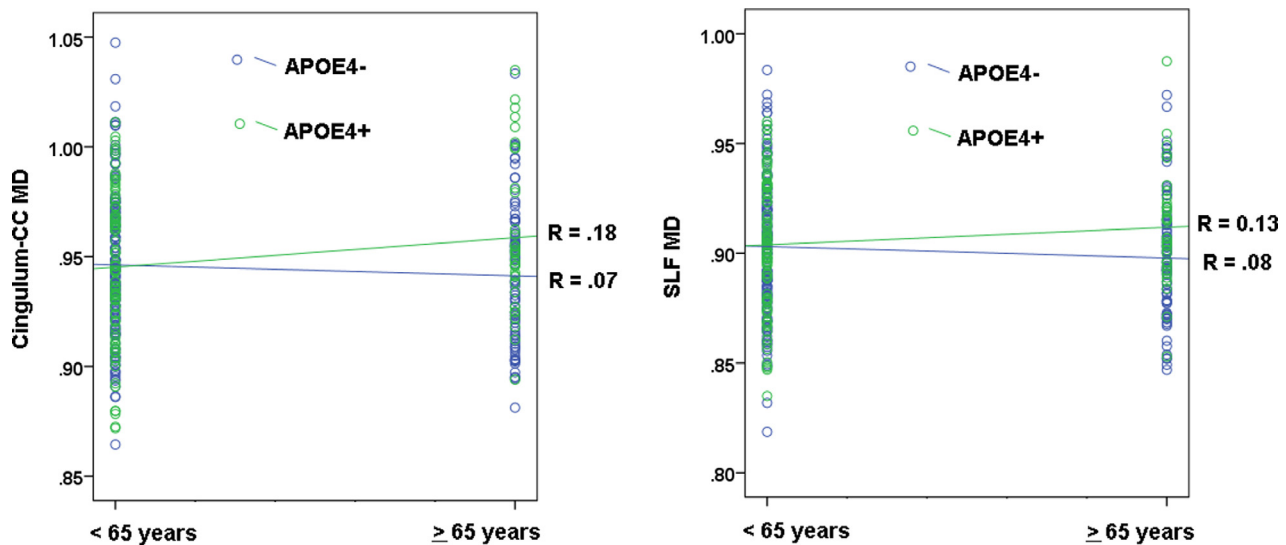 Cingulum-CC MD
1.05
1.00
.95
.90
.85
APOE4-
APOE4+
R = .18
R = .07
< 65 years
≥ 65 years
SLF MD
1.00
.95
.90
.85
.80
APOE4-
APOE4+
R = 0.13
R = .08
< 65 years
≥ 65 years